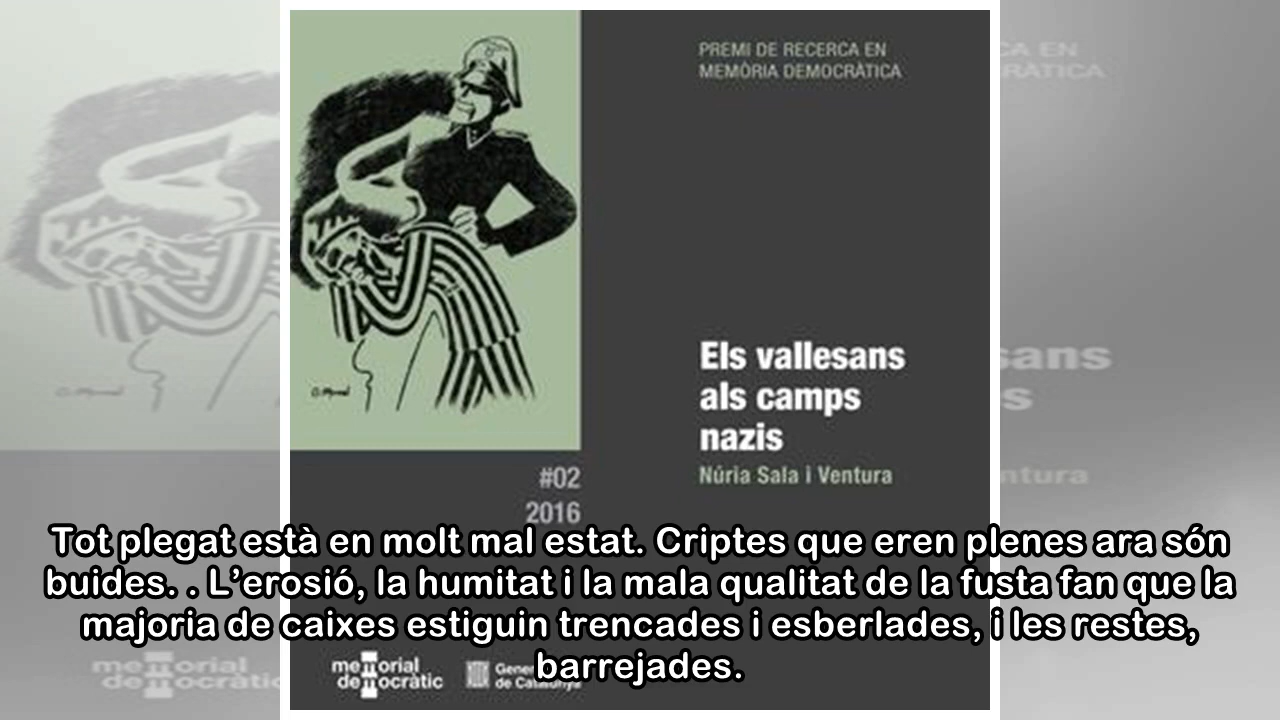 PREMI DE RECERCA EN
MEMÒRIA DEMOCRÀTICA
Els vallesans
als camps
nazis
Núria Sala i Ventura
#02
2016
Tot plegat està en molt mal estat. Criptes que eren plenes ara són
buides. . L’erosió, la humitat i la mala qualitat de la fusta fan que la
majoria de caixes estiguin trencades i esberlades, i les restes,
barrejades.
memorial
democràtic
de Catalunya